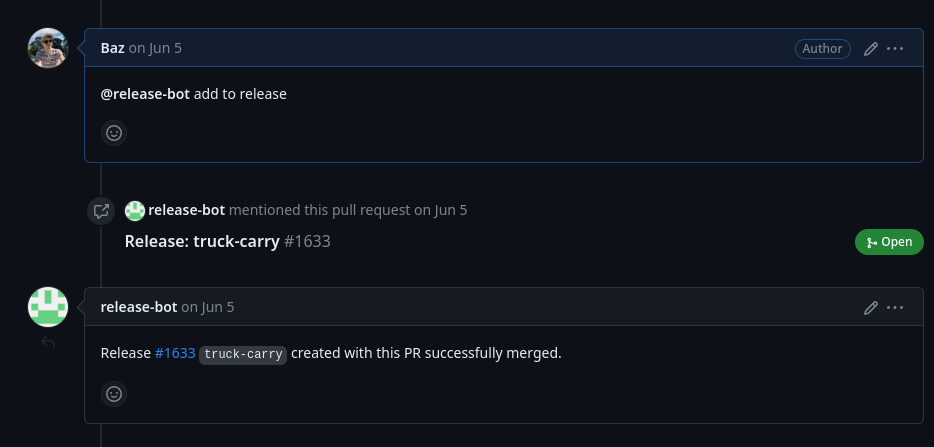 Baz on Jun 5 Author
@release-bot add to release
release-bot mentioned this pull request on Jun 5
Release: truck-carry #1633 Open
release-bot on Jun 5
Release #1633 truck-carry created with this PR successfully merged.